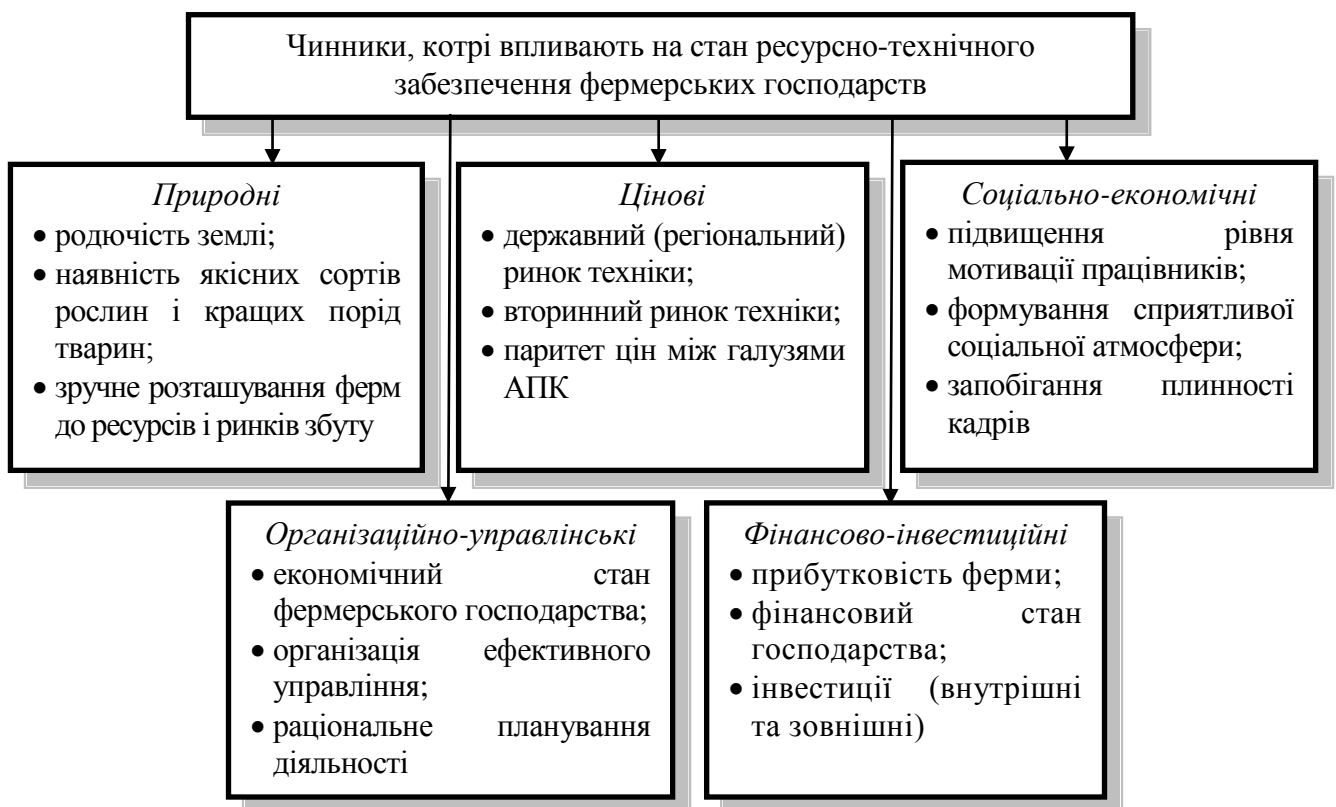 Чинники, котрі впливають на стан ресурсно-технічного
забезпечення фермерських господарств
Природні
• родючість землі;
• наявність якісних сортів
рослин і кращих порід
тварин;
• зручне розташування ферм
до ресурсів і ринків збуту
Цінові
• державний (регіональний)
ринок техніки;
• вторинний ринок техніки;
• паритет цін між галузями
АПК
Соціально-економічні
• підвищення рівня
мотивації працівників;
• формування сприятливої
соціальної атмосфери;
• запобігання плинності
кадрів
Організаційно-управлінські
• економічний стан
фермерського господарства;
• організація ефективного
управління;
• раціональне планування
діяльності
Фінансово-інвестиційні
• прибутковість ферми;
• фінансовий стан
господарства;
• інвестиції (внутрішні
та зовнішні)